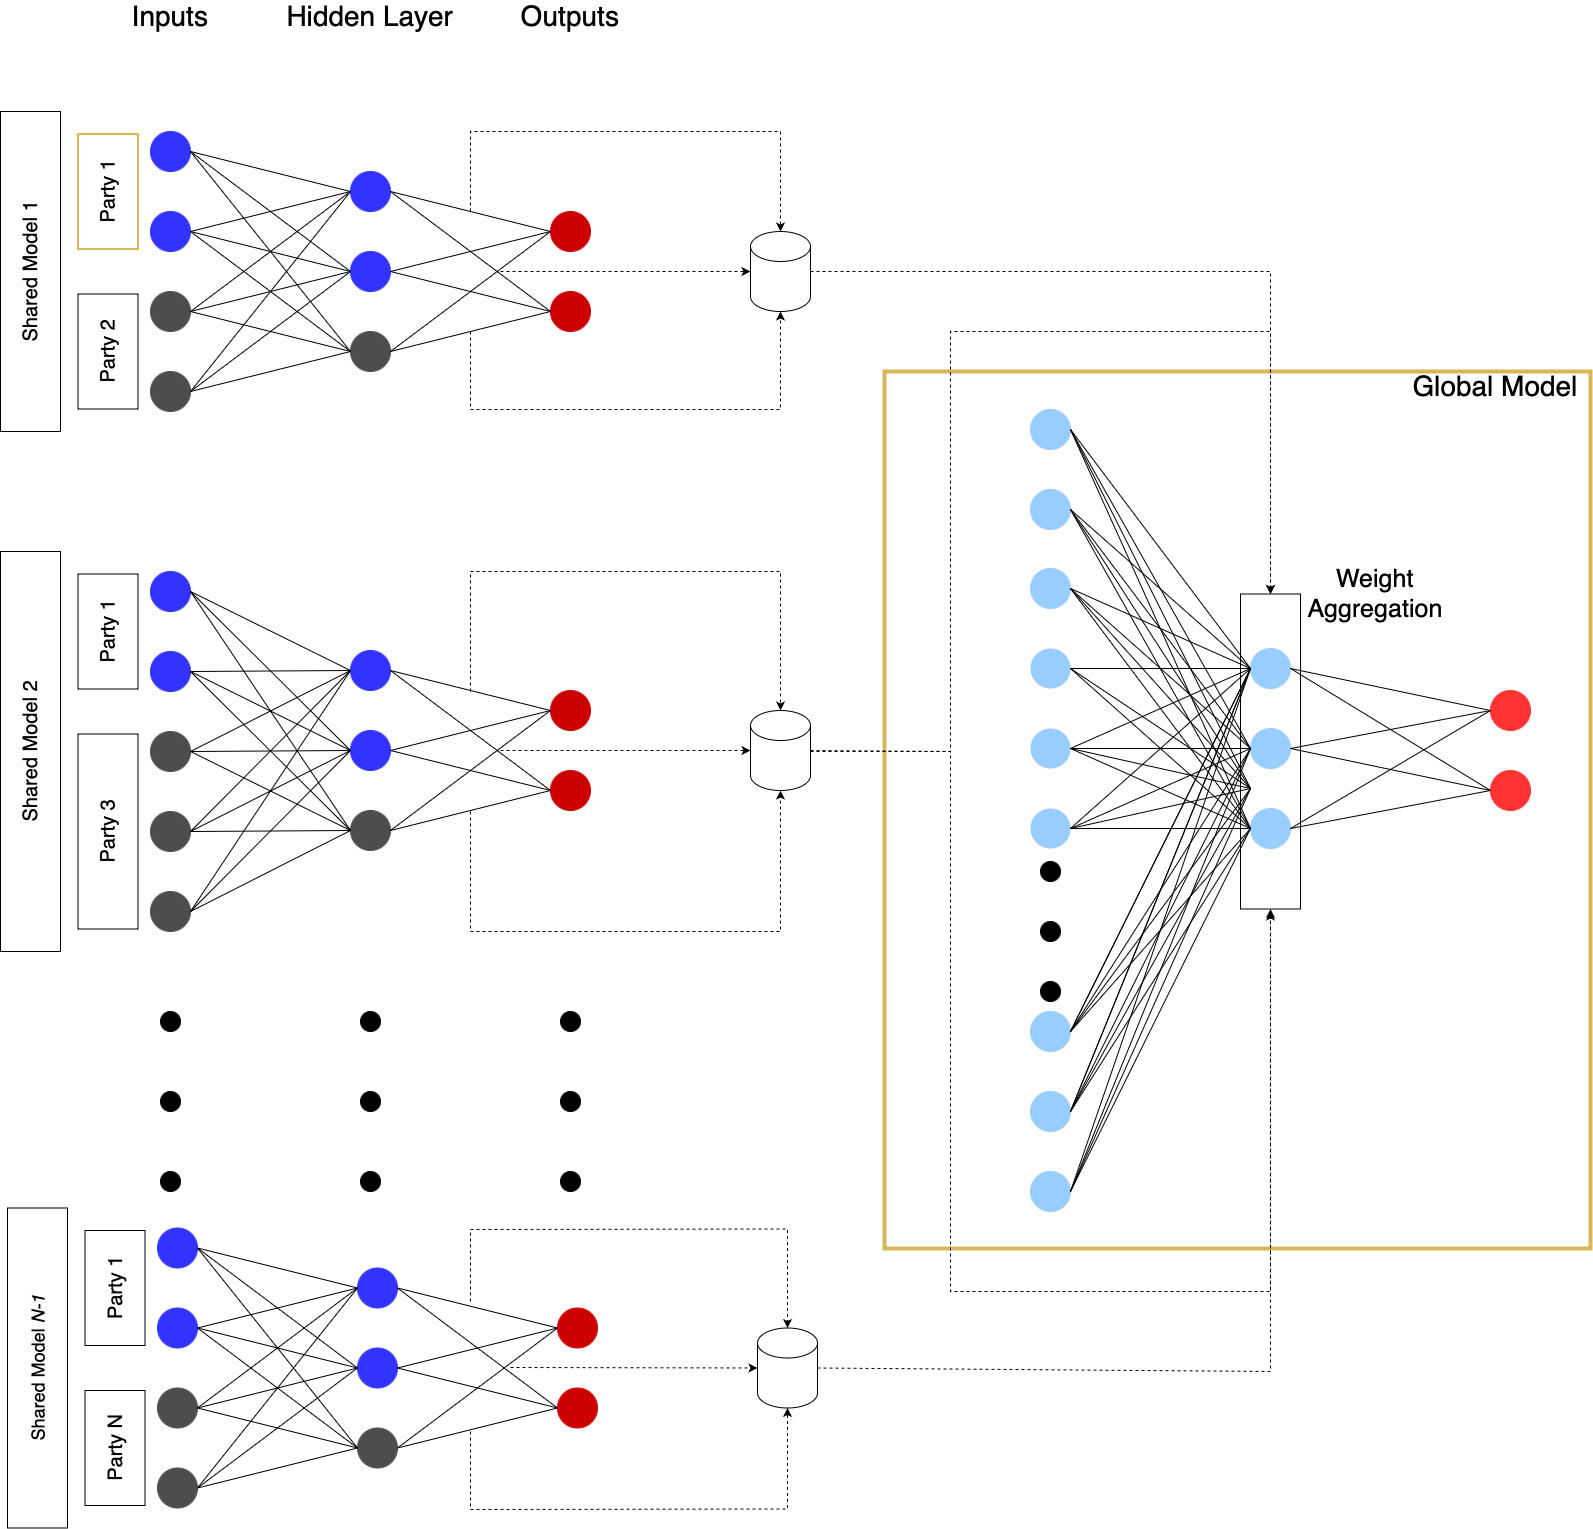 Inputs
Hidden Layer
Outputs
Shared Model 1
Party 1
Party 2
Global Model
Weight
Aggregation
Shared Model 2
Party 1
Party 3
Shared Model N-1
Party 1
Party N